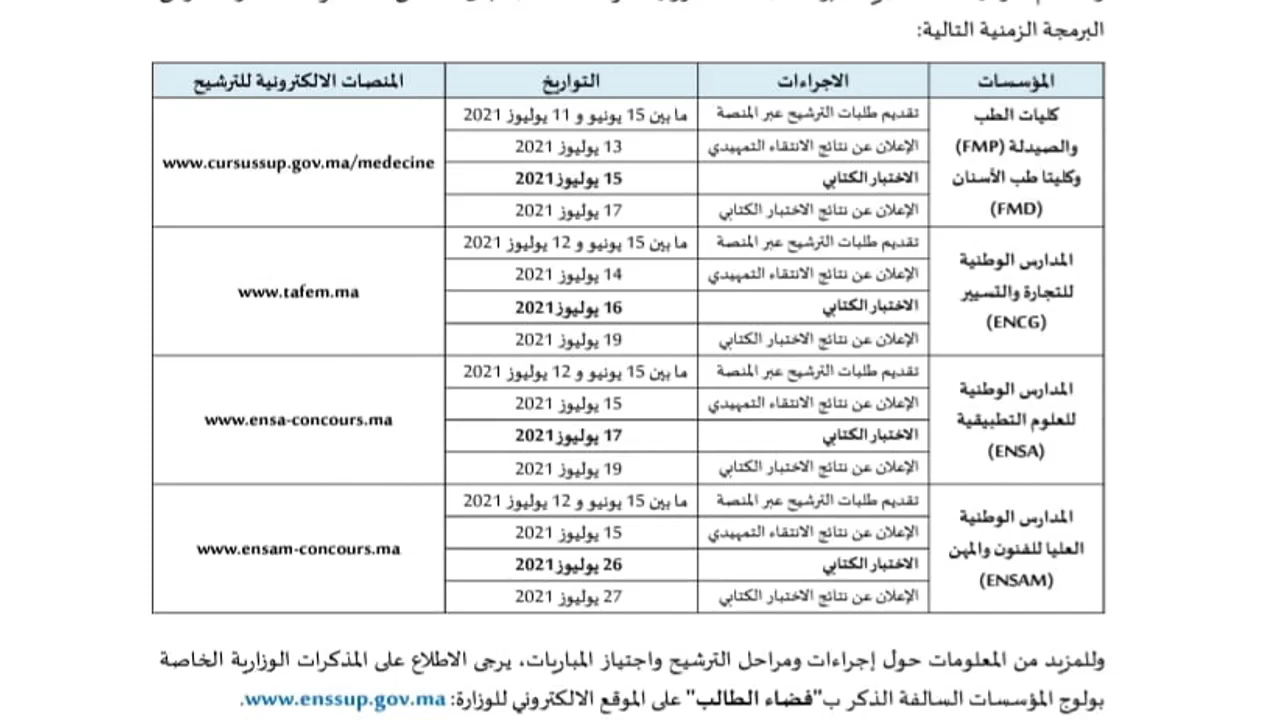 البرمجة الزمنية التالية:
المؤسسات الاجراءات التواريخ المنصات الالكترونية للترشيح
كليات الطب والصيدلة (FMP) وكليتا طب الأسنان (FMD)
تقديم طلبات الترشيح عبر المنصة ما بين 15 يونيو و 11 يوليوز 2021
الإعلان عن نتائج الانتقاء التمهيدي 13 يوليوز 2021
الاختبار الكتابي 15 يوليوز 2021
الإعلان عن نتائج الاختبار الكتابي 17 يوليوز 2021
www.cursussup.gov.ma/medecine
المدارس الوطنية للتجارة والتسيير (ENCG)
تقديم طلبات الترشيح عبر المنصة ما بين 15 يونيو و 12 يوليوز 2021
الإعلان عن نتائج الانتقاء التمهيدي 14 يوليوز 2021
الاختبار الكتابي 16 يوليوز 2021
الإعلان عن نتائج الاختبار الكتابي 19 يوليوز 2021
www.tafem.ma
المدارس الوطنية للعلوم التطبيقية (ENSA)
تقديم طلبات الترشيح عبر المنصة ما بين 15 يونيو و 12 يوليوز 2021
الإعلان عن نتائج الانتقاء التمهيدي 15 يوليوز 2021
الاختبار الكتابي 17 يوليوز 2021
الإعلان عن نتائج الاختبار الكتابي 19 يوليوز 2021
www.ensa-concours.ma
المدارس الوطنية العليا للفنون والمهن (ENSAM)
تقديم طلبات الترشيح عبر المنصة ما بين 15 يونيو و 12 يوليوز 2021
الإعلان عن نتائج الانتقاء التمهيدي 15 يوليوز 2021
الاختبار الكتابي 26 يوليوز 2021
الإعلان عن نتائج الاختبار الكتابي 27 يوليوز 2021
www.ensam-concours.ma
وللمزيد من المعلومات حول إجراءات ومراحل الترشيح واجتياز المباريات، يرجى الاطلاع على المذكرات الوزارية الخاصة
بولوج المؤسسات السالفة الذكر ب"فضاء الطالب" على الموقع الالكتروني للوزارة: www.enssup.gov.ma.